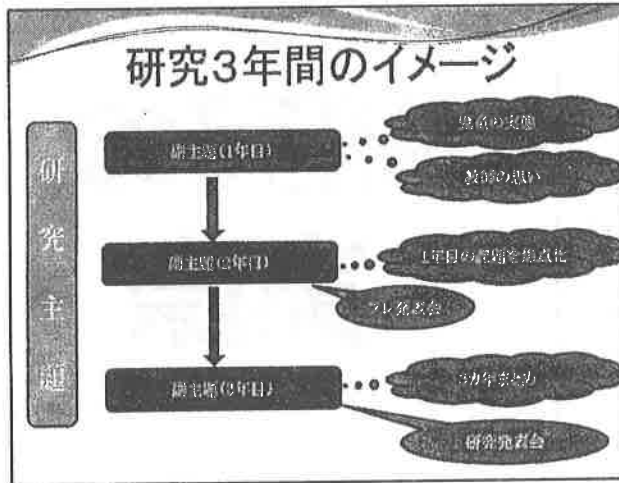 研究3年間のイメージ
研究主題
副主題(1年目)
児童の実態
教師の思い
副主題(2年目)
1年目の課題を焦点化
プレ発表会
副主題(3年目)
3カ年まとめ
研究発表会